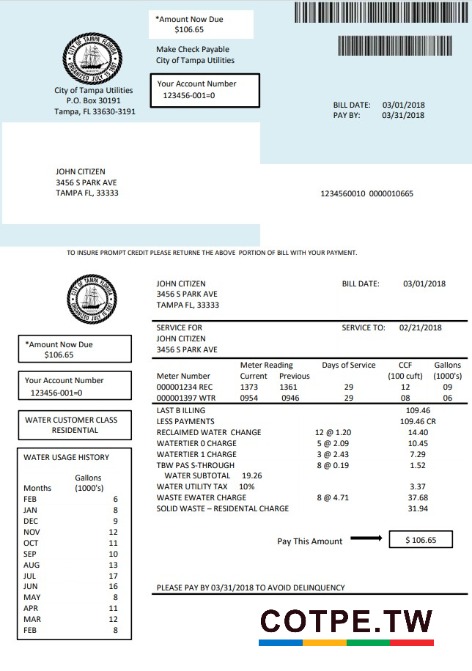 *Amount Now Due
$106.65
Make Check Payable
City of Tampa Utilities
CITY OF TAMPA, FLORIDA
City of Tampa Utilities
P.O. Box 30191
Tampa, FL 33630-3191
Your Account Number
123456-001=0
BILL DATE: 03/01/2018
PAY BY: 03/31/2018
JOHN CITIZEN
3456 S PARK AVE
TAMPA FL, 33333
1234560010 0000010665
TO INSURE PROMPT CREDIT PLEASE RETURNE THE ABOVE PORTION OF BILL WITH YOUR PAYMENT.
JOHN CITIZEN
3456 S PARK AVE
TAMPA FL, 33333
BILL DATE: 03/01/2018
*Amount Now Due
$106.65
Your Account Number
123456-001=0
WATER CUSTOMER CLASS
RESIDENTIAL
WATER USAGE HISTORY
Gallons
Months (1000's)
FEB 6
JAN 8
DEC 9
NOV 12
OCT 11
SEP 10
AUG 13
JUL 17
JUN 16
MAY 8
APR 11
MAR 12
FEB 8
SERVICE FOR SERVICE TO: 02/21/2018
JOHN CITIZEN
3456 S PARK AVE
Meter Reading Days of Service CCF Gallons
Meter Number Current Previous (100 cuft) (1000's)
000001234 REC 1373 1361 29 12 09
000001397 WTR 0954 0946 29 08 06
LAST B ILLING 109.46
LESS PAYMENTS 109.46 CR
RECLAIMED WATER CHANGE 12 @ 1.20 14.40
WATERTIER 0 CHARGE 5 @ 2.09 10.45
WATERTIER 1 CHARGE 3 @ 2.43 7.29
TBW PAS S-THROUGH 8 @ 0.19 1.52
WATER SUBTOTAL 19.26
WATER UTILITY TAX 10% 3.37
WASTE EWATER CHARGE 8 @ 4.71 37.68
SOLID WASTE – RESIDENTIAL CHARGE 31.94
Pay This Amount $ 106.65
PLEASE PAY BY 03/31/2018 TO AVOID DELINQUENCY
COTPE.TW